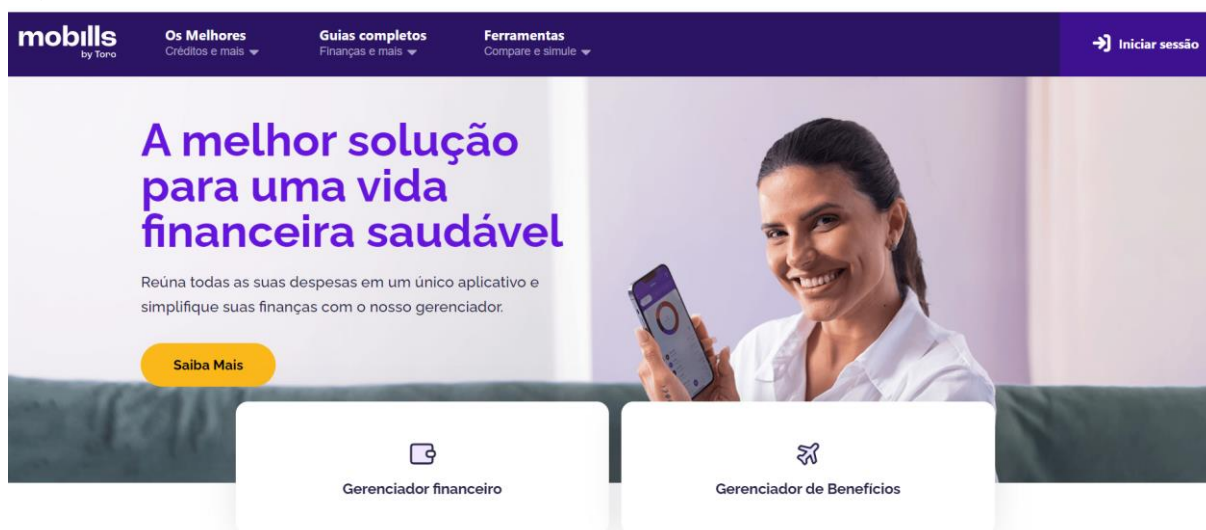 mobills
by Toro
Os Melhores
Créditos e mais
Guias completos
Finanças e mais
Ferramentas
Compare e simule
Iniciar sessão
A melhor solução
para uma vida
financeira saudável
Reúna todas as suas despesas em um único aplicativo e
simplifique suas finanças com o nosso gerenciador.
Saiba Mais
Gerenciador financeiro
Gerenciador de Benefícios